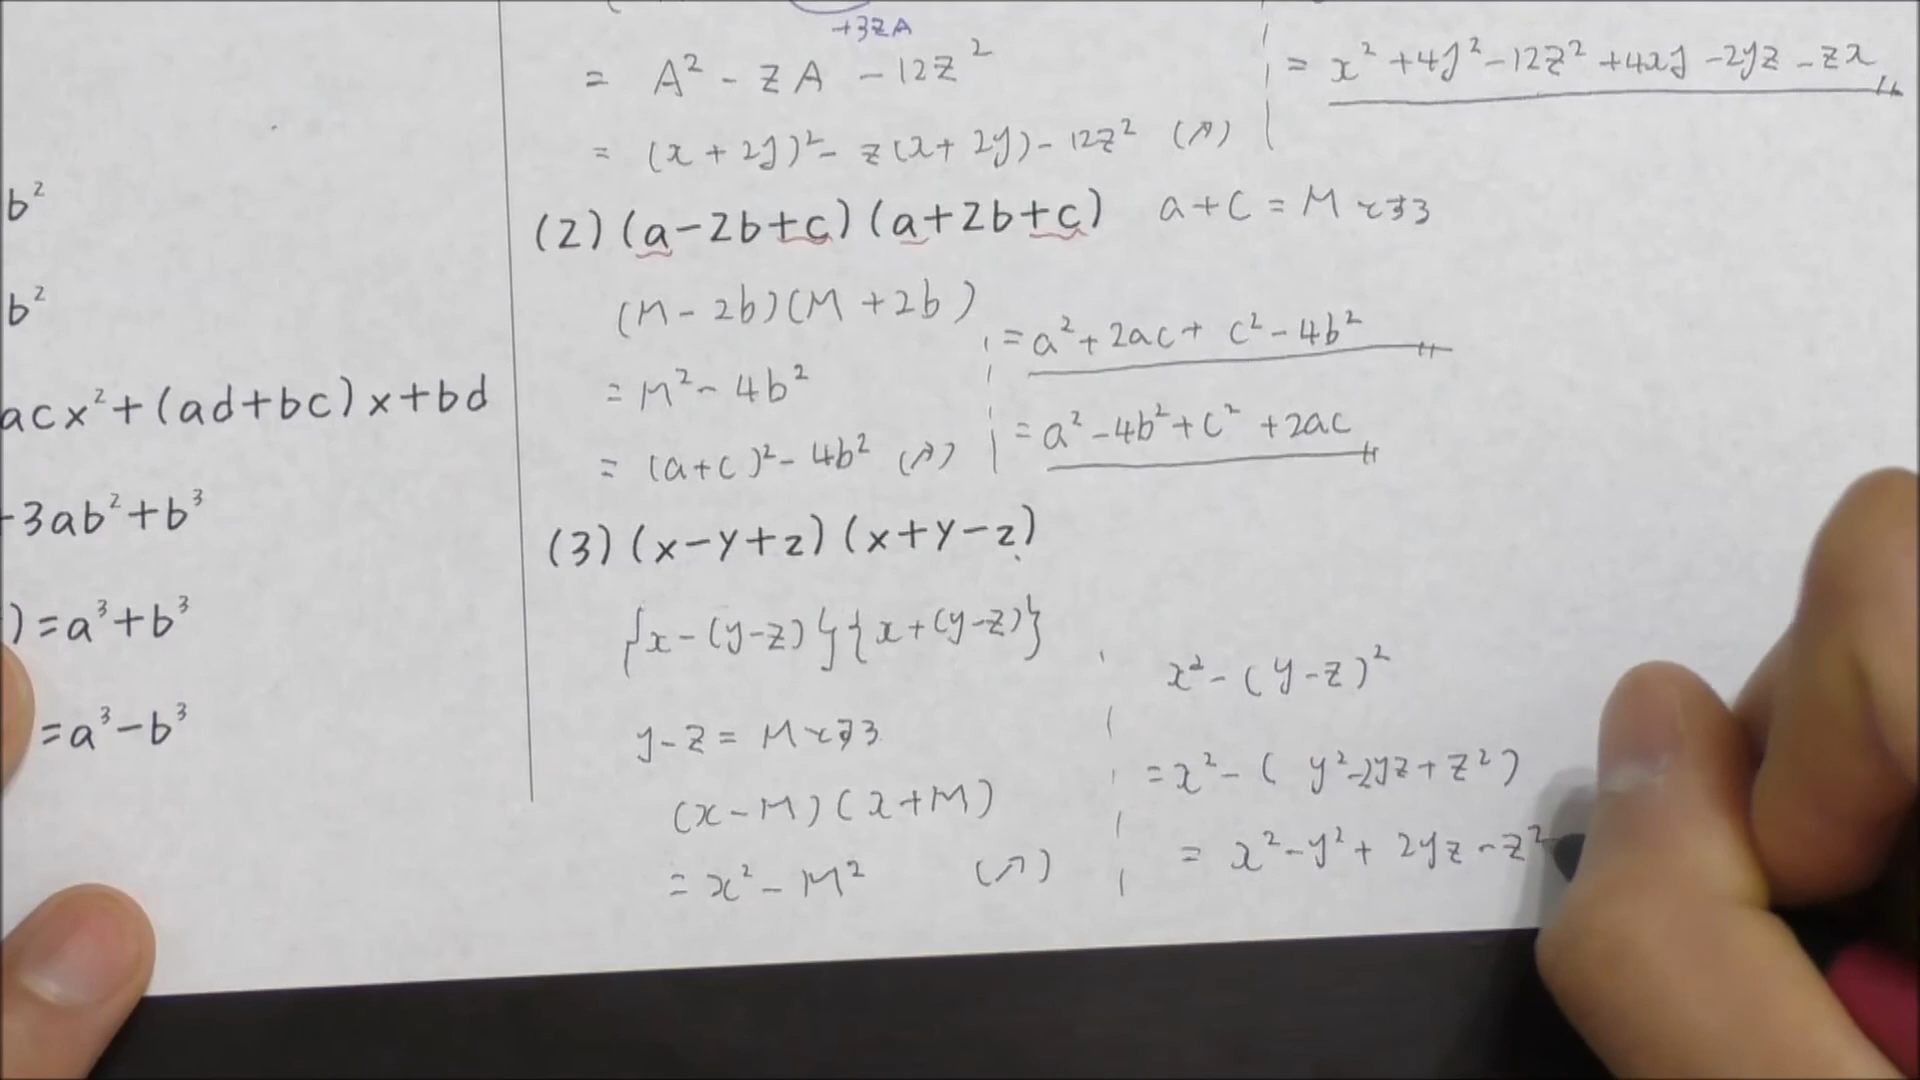 b²
b²
acx²+(ad+bc)x+bd
3ab²+b³
)=a³+b³
=a³-b³
+3zA
= A² - zA - 12z²
= (x+2y)² - z(x+2y) - 12z² (↗)
= x²+4y²-12z²+4xy-2yz-zx
(2) (a-2b+c)(a+2b+c) a+c=Mとする
(M-2b)(M+2b)
= M²-4b²
= (a+c)²-4b² (↗)
= a²+2ac+c²-4b²
= a²-4b²+c²+2ac
(3) (x-y+z)(x+y-z)
{x-(y-z)}{x+(y-z)}
y-z=Mとする
(x-M)(x+M)
= x²-M² (↗)
x²-(y-z)²
= x²-(y²-2yz+z²)
= x²-y²+2yz-z²